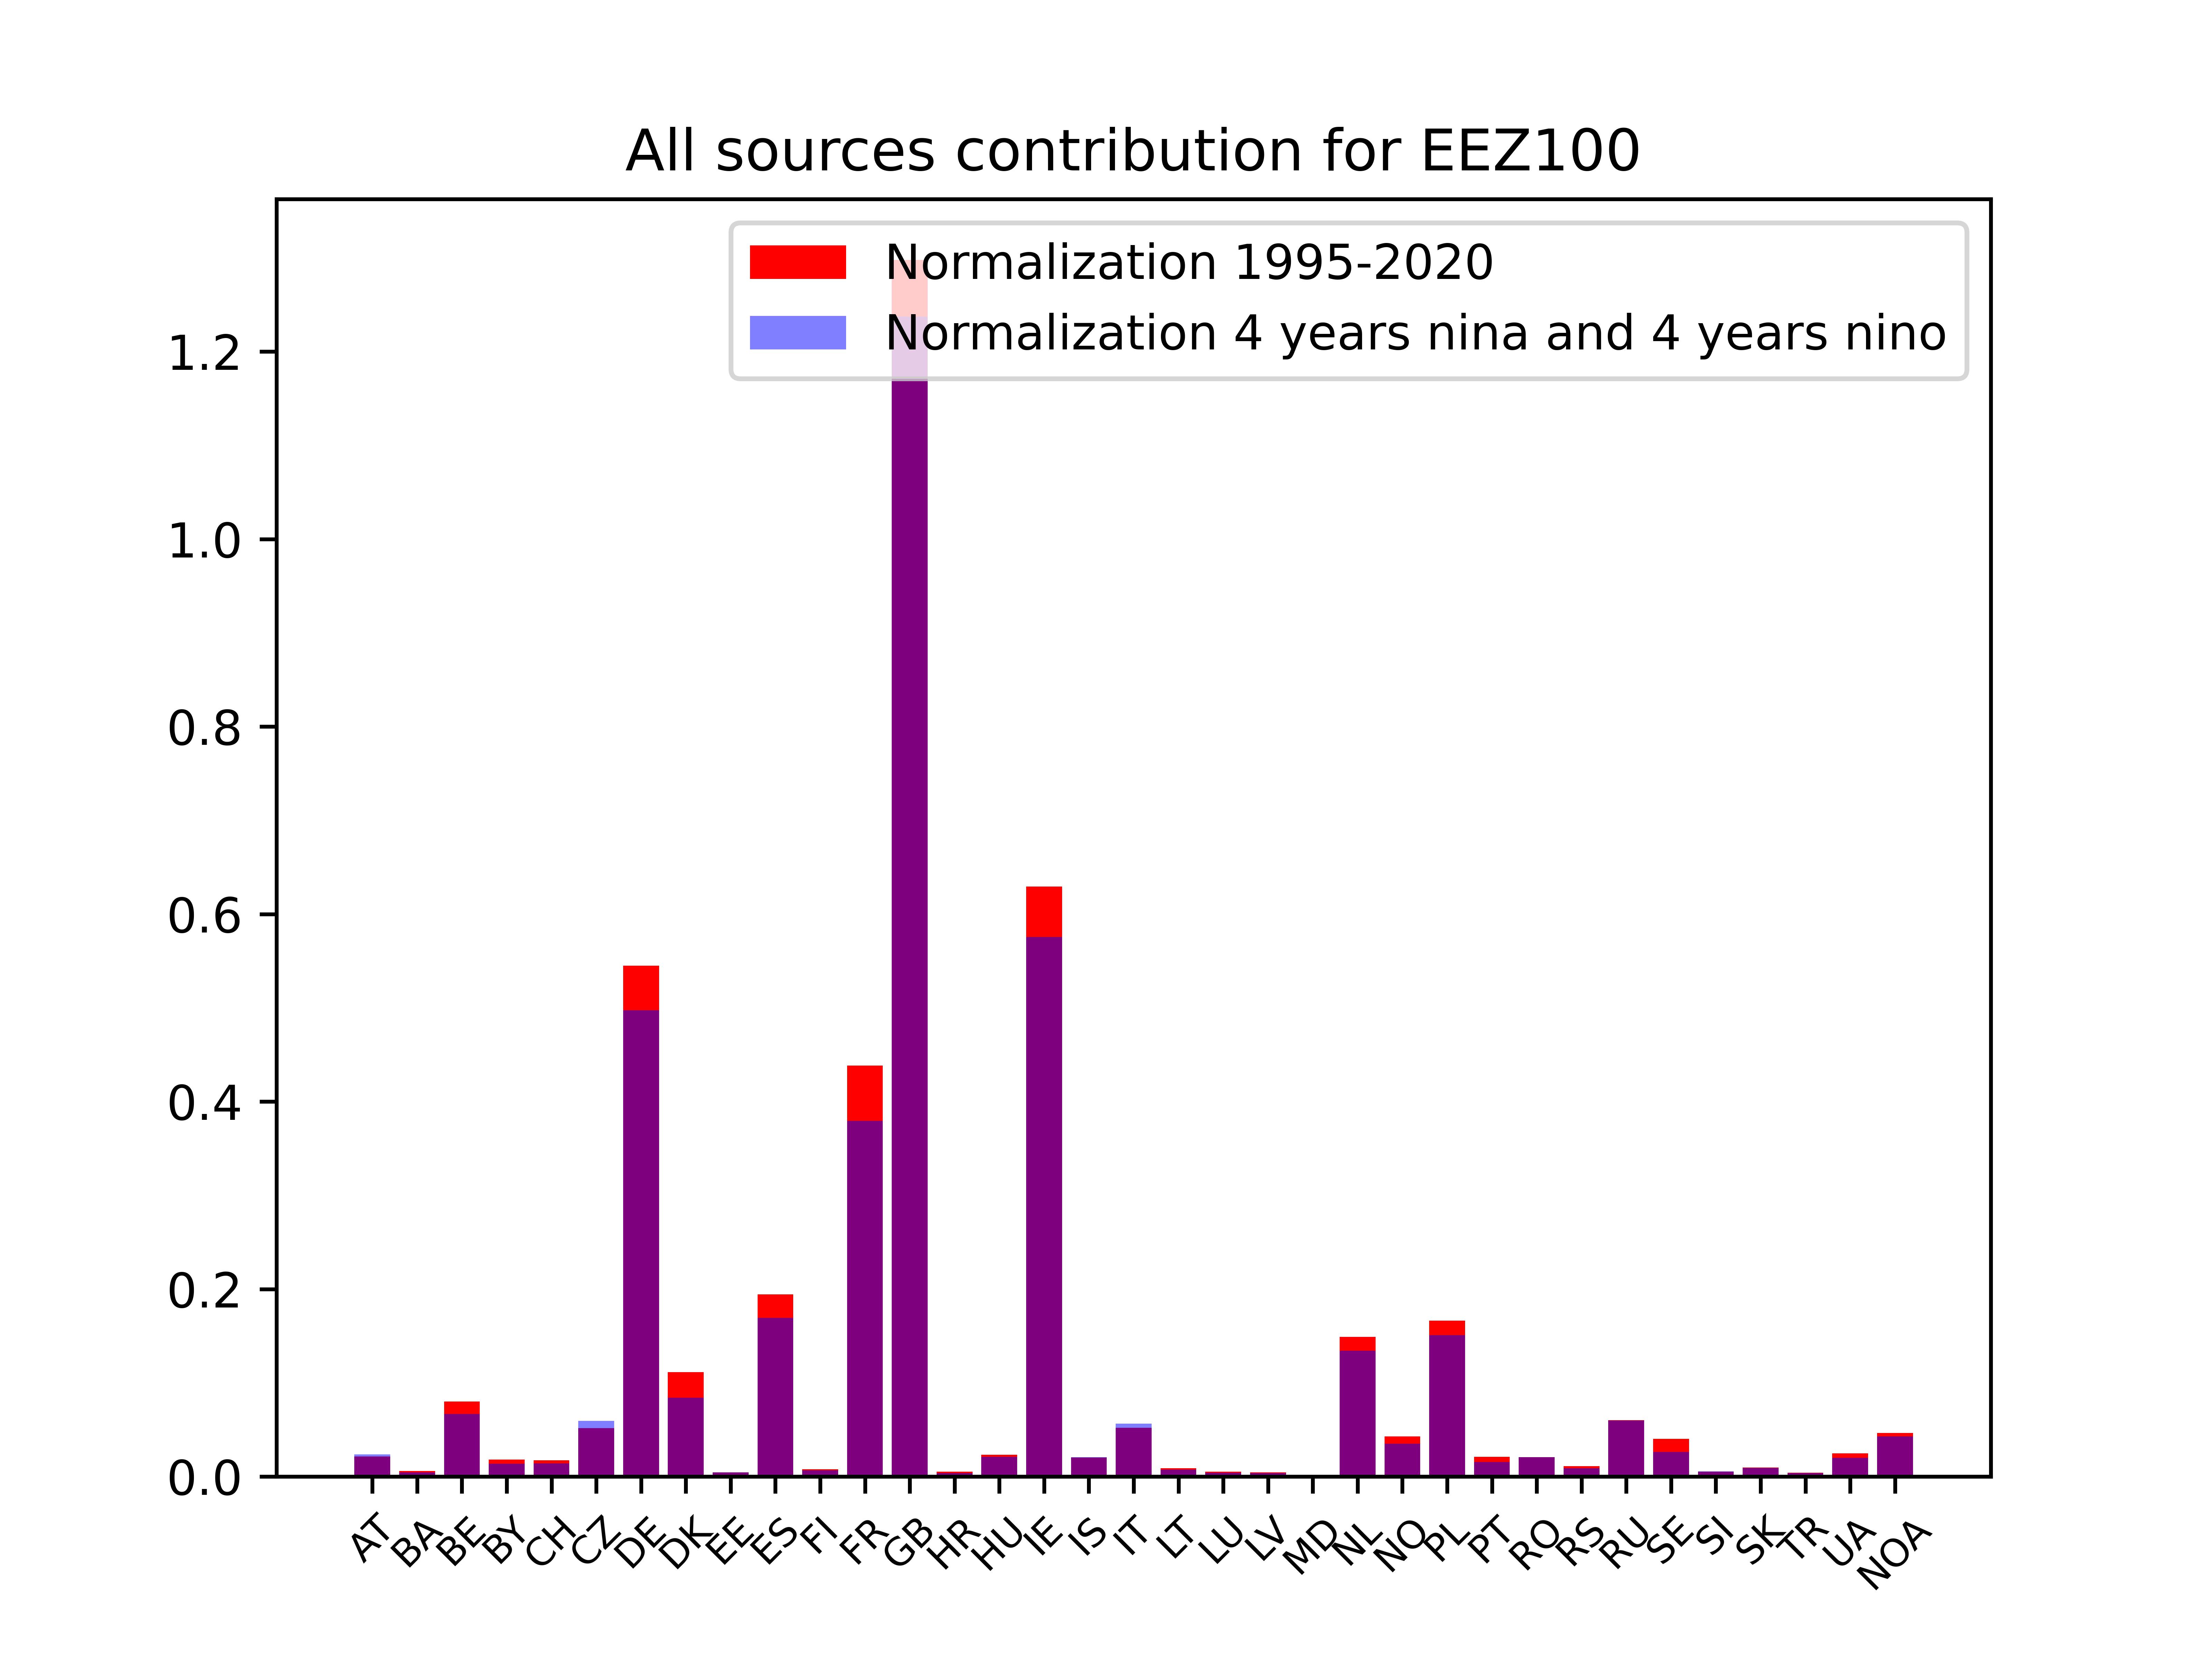 All sources contribution for EEZ100
Normalization 1995-2020
Normalization 4 years nina and 4 years nino
1.2
1.0
0.8
0.6
0.4
0.2
0.0
AT BA BE BY CH CZ DE DK EE ES FI FR GB HR HU IE IS IT LT LU LV MD NL NO PL PT RO RS RU SE SI SK TR UA NOA